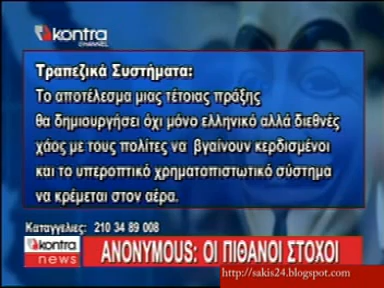 kontra
CHANNEL
Τραπεζικά Συστήματα:
Το αποτέλεσμα μιας τέτοιας πράξης
θα δημιουργήσει όχι μόνο ελληνικό αλλά διεθνές
χάος με τους πολίτες να βγαίνουν κερδισμένοι
και το υπεροπτικό χρηματοπιστωτικό σύστημα
να κρέμεται στον αέρα.
Καταγγελιες: 210 34 89 008
kontra
news
ANONYMOUS: ΟΙ ΠΙΘΑΝΟΙ ΣΤΟΧΟΙ
http://sakis24.blogspot.com